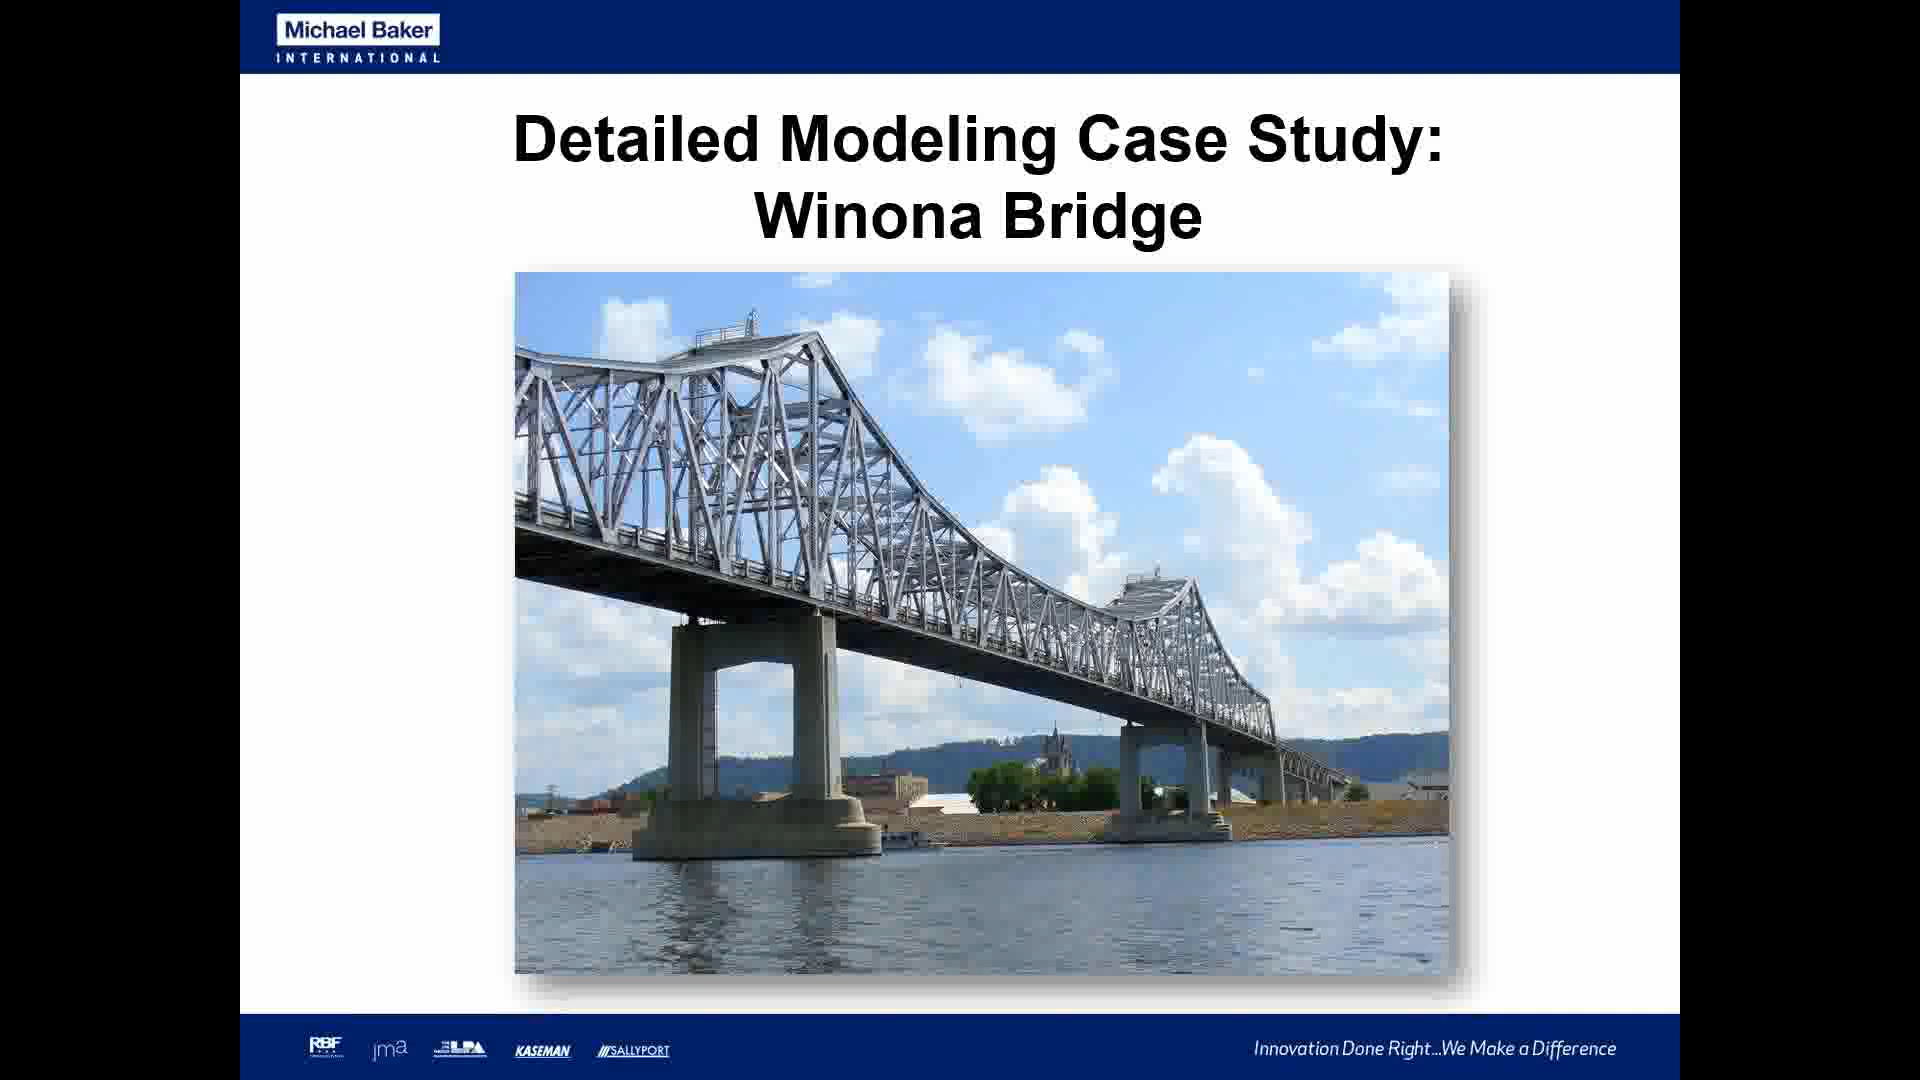 Michael Baker
INTERNATIONAL
Detailed Modeling Case Study:
Winona Bridge
RBF
jma
LPA
KASEMAN
SALLYPORT
Innovation Done Right...We Make a Difference